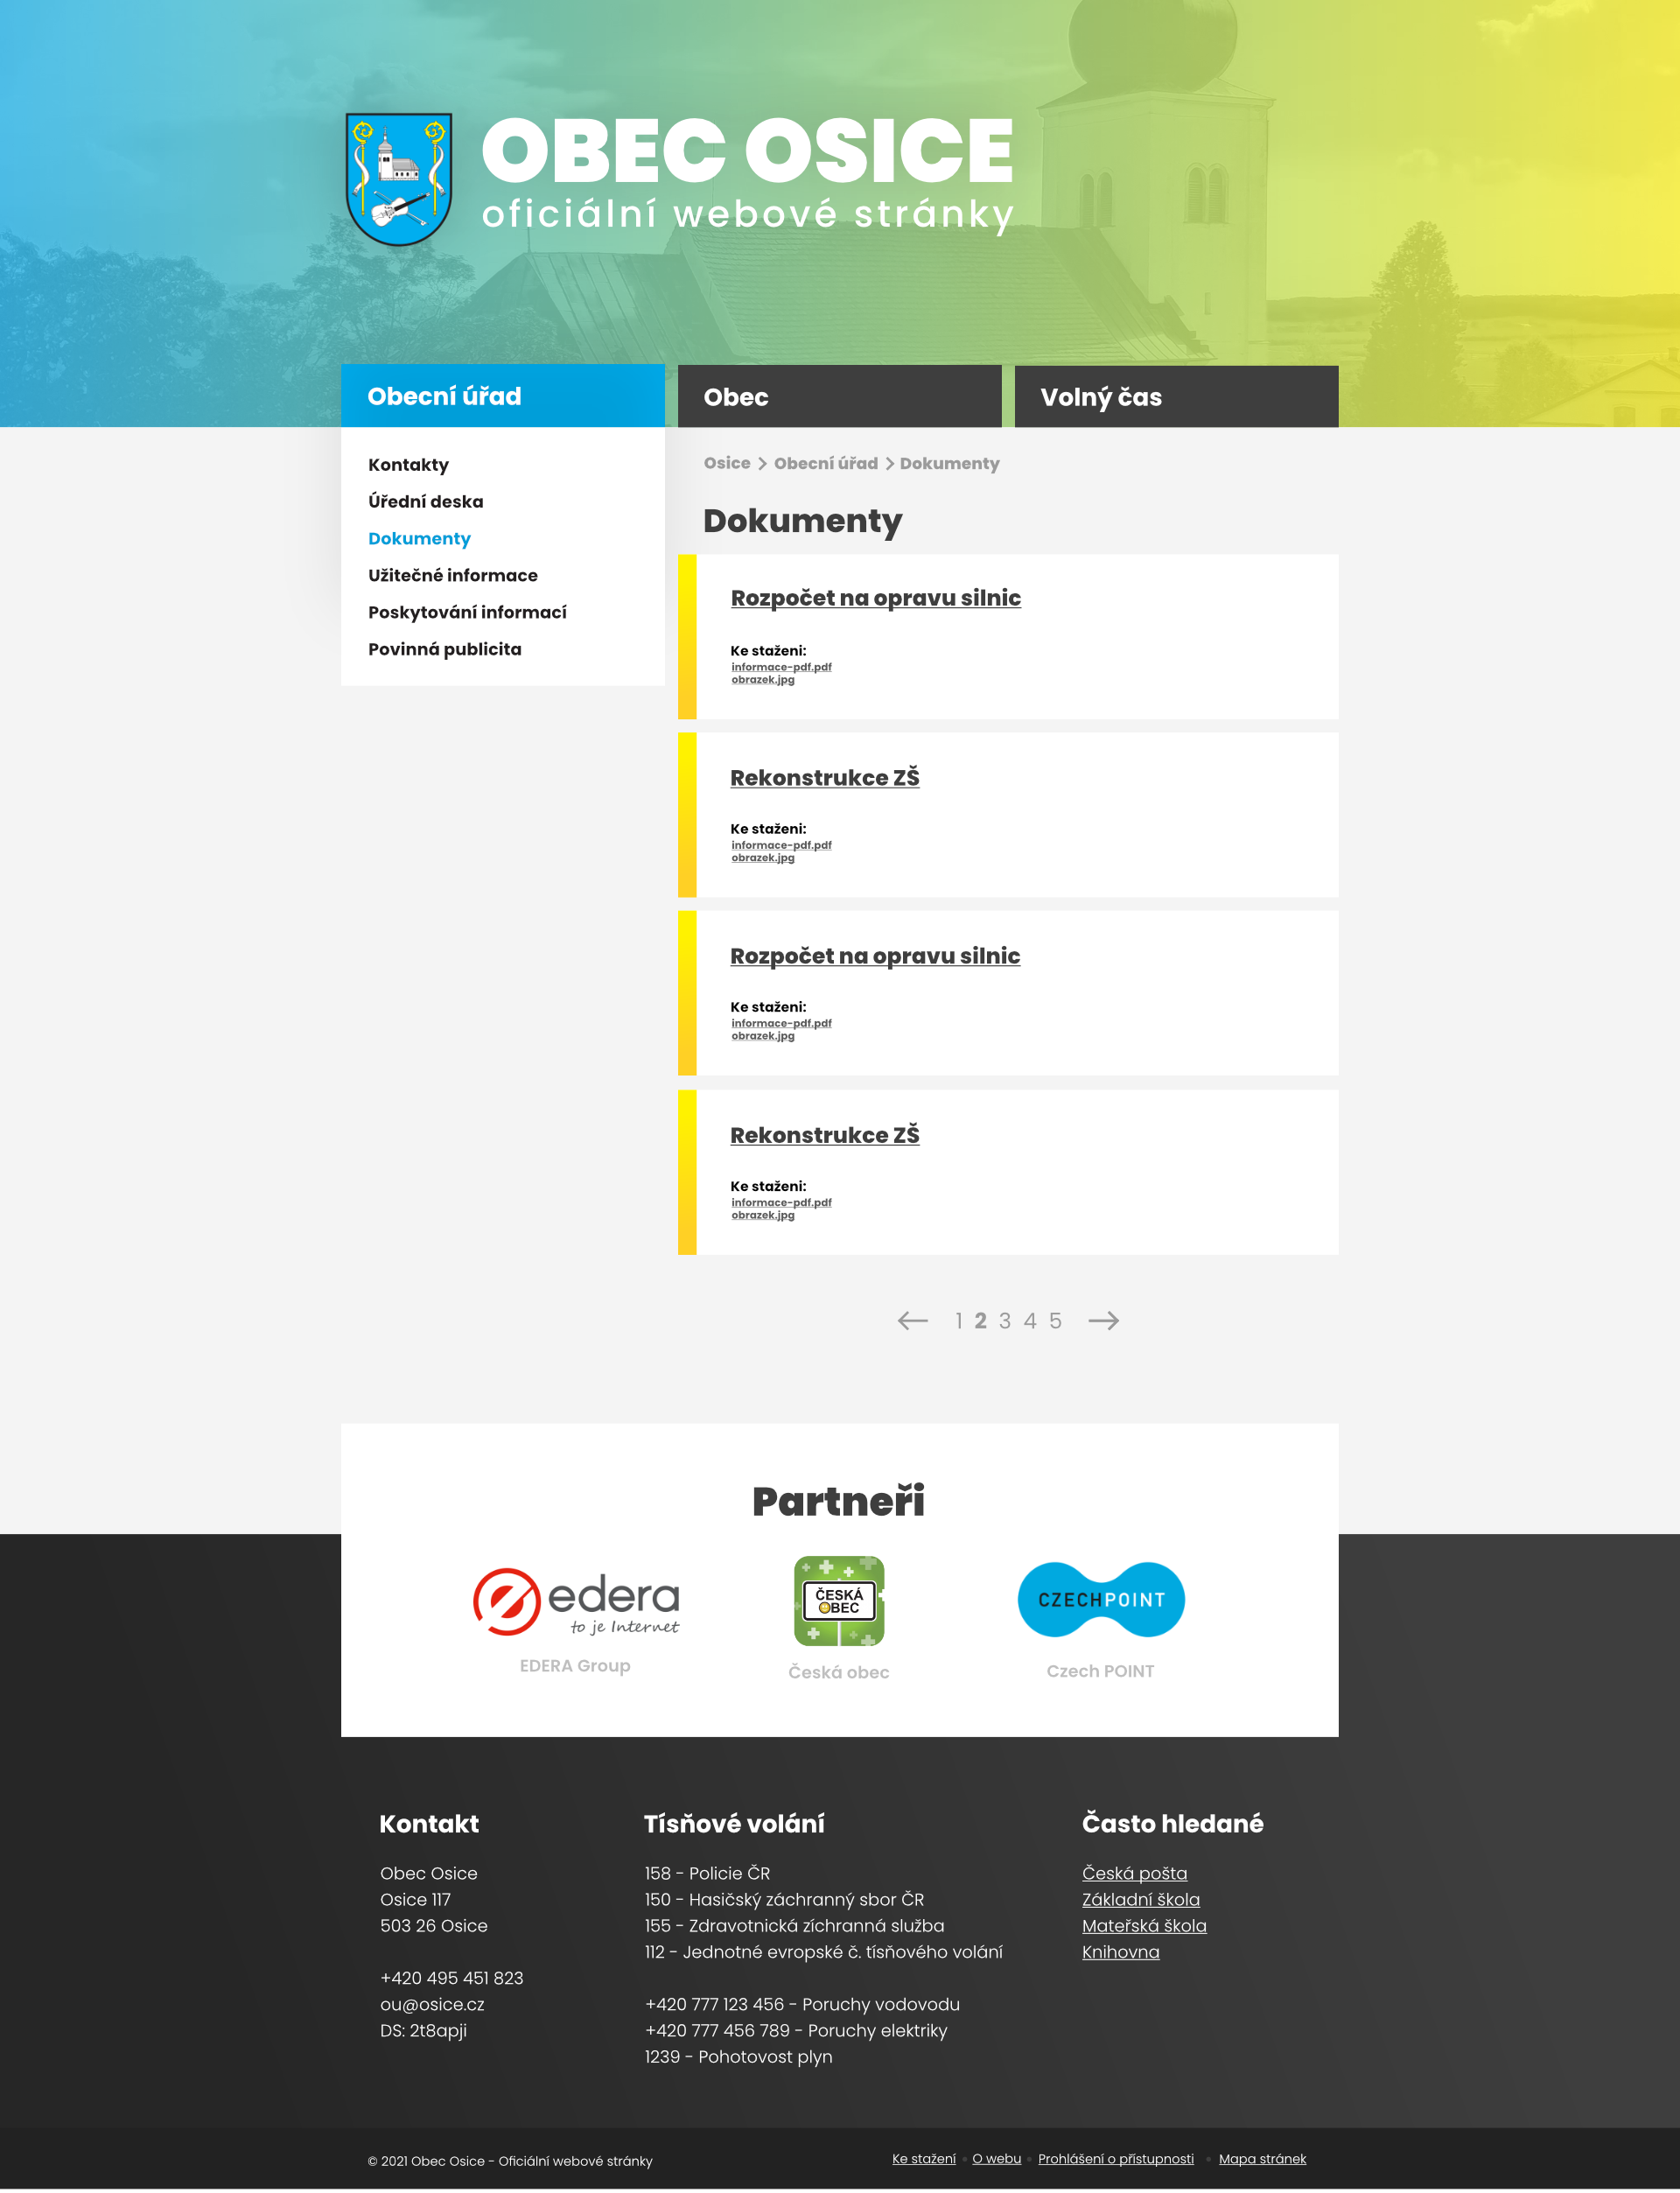 OBEC OSICE
oficiální webové stránky
Obecní úřad
Obec
Volný čas
Kontakty
Úřední deska
Dokumenty
Užitečné informace
Poskytování informací
Povinná publicita
Osice > Obecní úřad > Dokumenty
Dokumenty
Rozpočet na opravu silnic
Ke staženi:
informace-pdf.pdf
obrazek.jpg
Rekonstrukce ZŠ
Ke staženi:
informace-pdf.pdf
obrazek.jpg
Rozpočet na opravu silnic
Ke staženi:
informace-pdf.pdf
obrazek.jpg
Rekonstrukce ZŠ
Ke staženi:
informace-pdf.pdf
obrazek.jpg
1 2 3 4 5
Partneři
edera
to je Internet
EDERA Group
ČESKÁ
OBEC
Česká obec
CZECHPOINT
Czech POINT
Kontakt
Obec Osice
Osice 117
503 26 Osice
+420 495 451 823
ou@osice.cz
DS: 2t8apji
Tísňové volání
158 - Policie ČR
150 - Hasičský záchranný sbor ČR
155 - Zdravotnická zíchranná služba
112 - Jednotné evropské č. tísňového volání
+420 777 123 456 - Poruchy vodovodu
+420 777 456 789 - Poruchy elektriky
1239 - Pohotovost plyn
Často hledané
Česká pošta
Základní škola
Mateřská škola
Knihovna
© 2021 Obec Osice - Oficiální webové stránky
Ke stažení • O webu • Prohlášení o přístupnosti • Mapa stránek